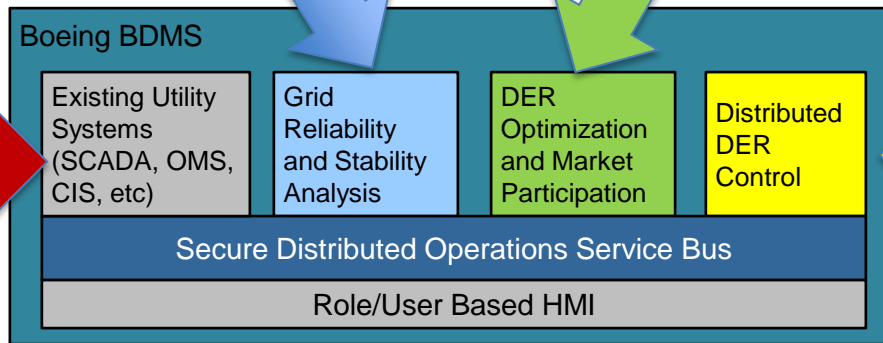 Boeing BDMS
Existing Utility
Systems
(SCADA, OMS,
CIS, etc)
Grid
Reliability
and Stability
Analysis
DER
Optimization
and Market
Participation
Distributed
DER
Control
Secure Distributed Operations Service Bus
Role/User Based HMI